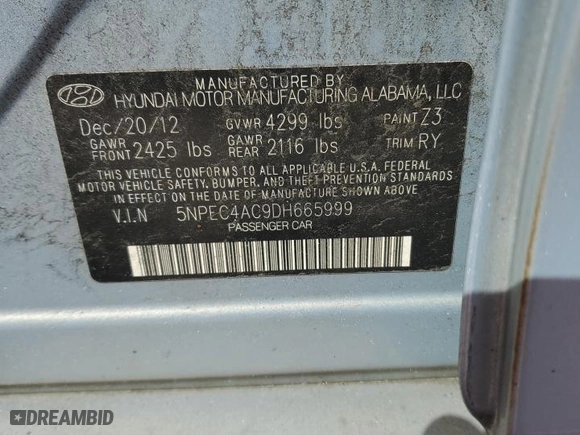 MANUFACTURED BY
HYUNDAI MOTOR MANUFACTURING ALABAMA, LLC
Dec/20/12 GVWR 4299 lbs PAINT Z3
GAWR FRONT 2425 lbs GAWR REAR 2116 lbs TRIM RY
THIS VEHICLE CONFORMS TO ALL APPLICABLE U.S.A. FEDERAL
MOTOR VEHICLE SAFETY, BUMPER, AND THEFT PREVENTION STANDARDS
IN EFFECT ON THE DATE OF MANUFACTURE SHOWN ABOVE
V.I.N 5NPEC4AC9DH665999
PASSENGER CAR
DREAMBID